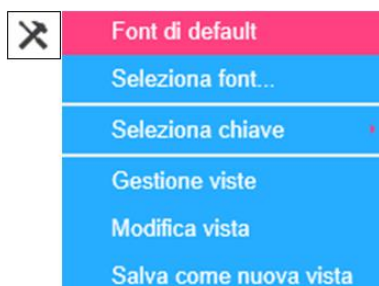 Font di default
Seleziona font...
Seleziona chiave
Gestione viste
Modifica vista
Salva come nuova vista